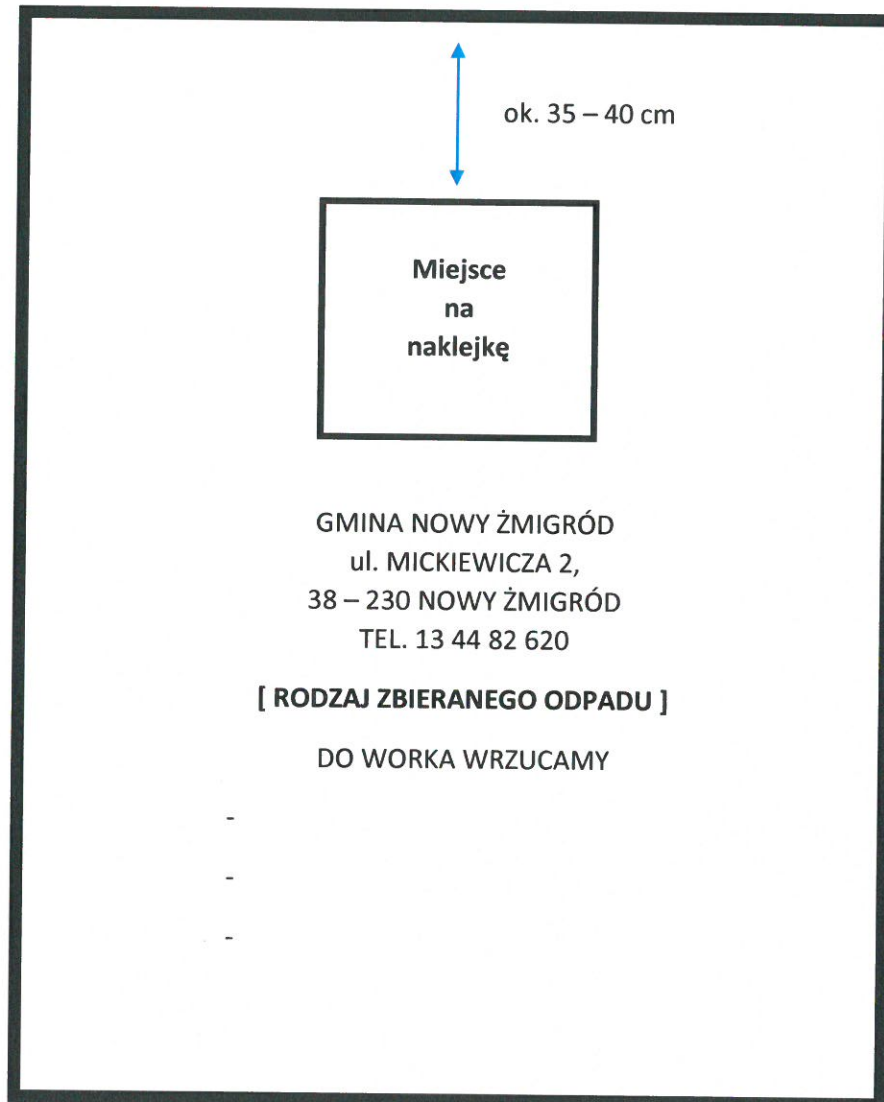 ok. 35 – 40 cm
Miejsce
na
naklejkę
GMINA NOWY ŻMIGRÓD
ul. MICKIEWICZA 2,
38 – 230 NOWY ŻMIGRÓD
TEL. 13 44 82 620
[ RODZAJ ZBIERANEGO ODPADU ]
DO WORKA WRZUCAMY
-
-
-